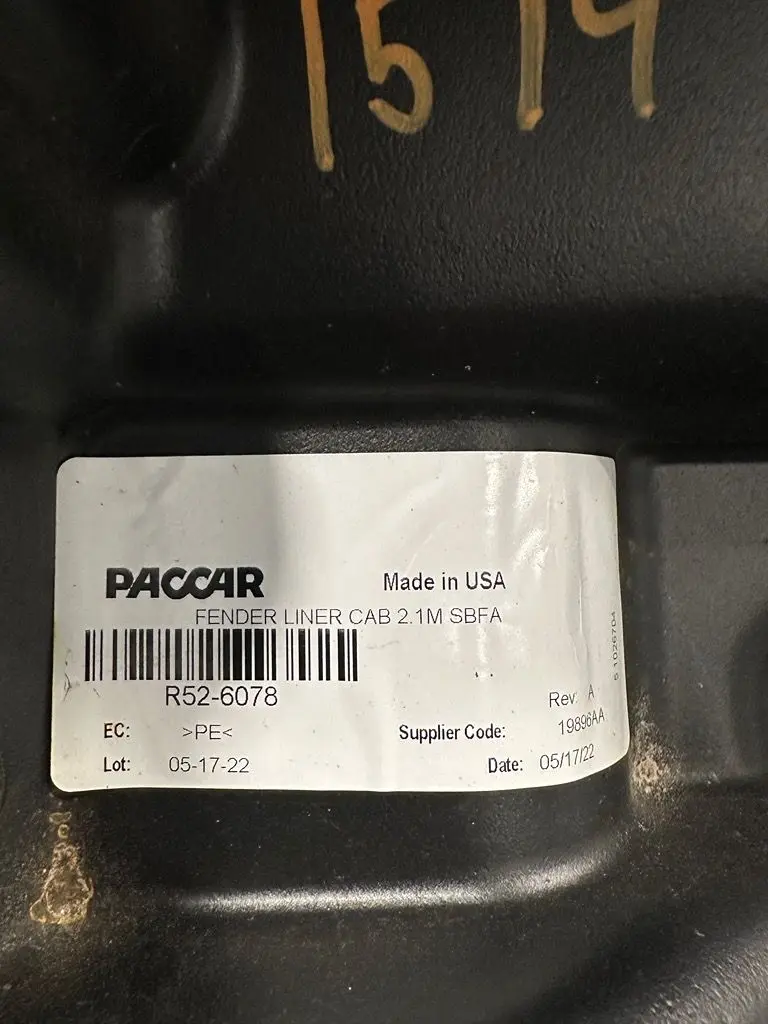 1514
PACCAR Made in USA
FENDER LINER CAB 2.1M SBFA
R52-6078
Rev: A
EC: >PE< Supplier Code: 19896AA
Lot: 05-17-22 Date: 05/17/22